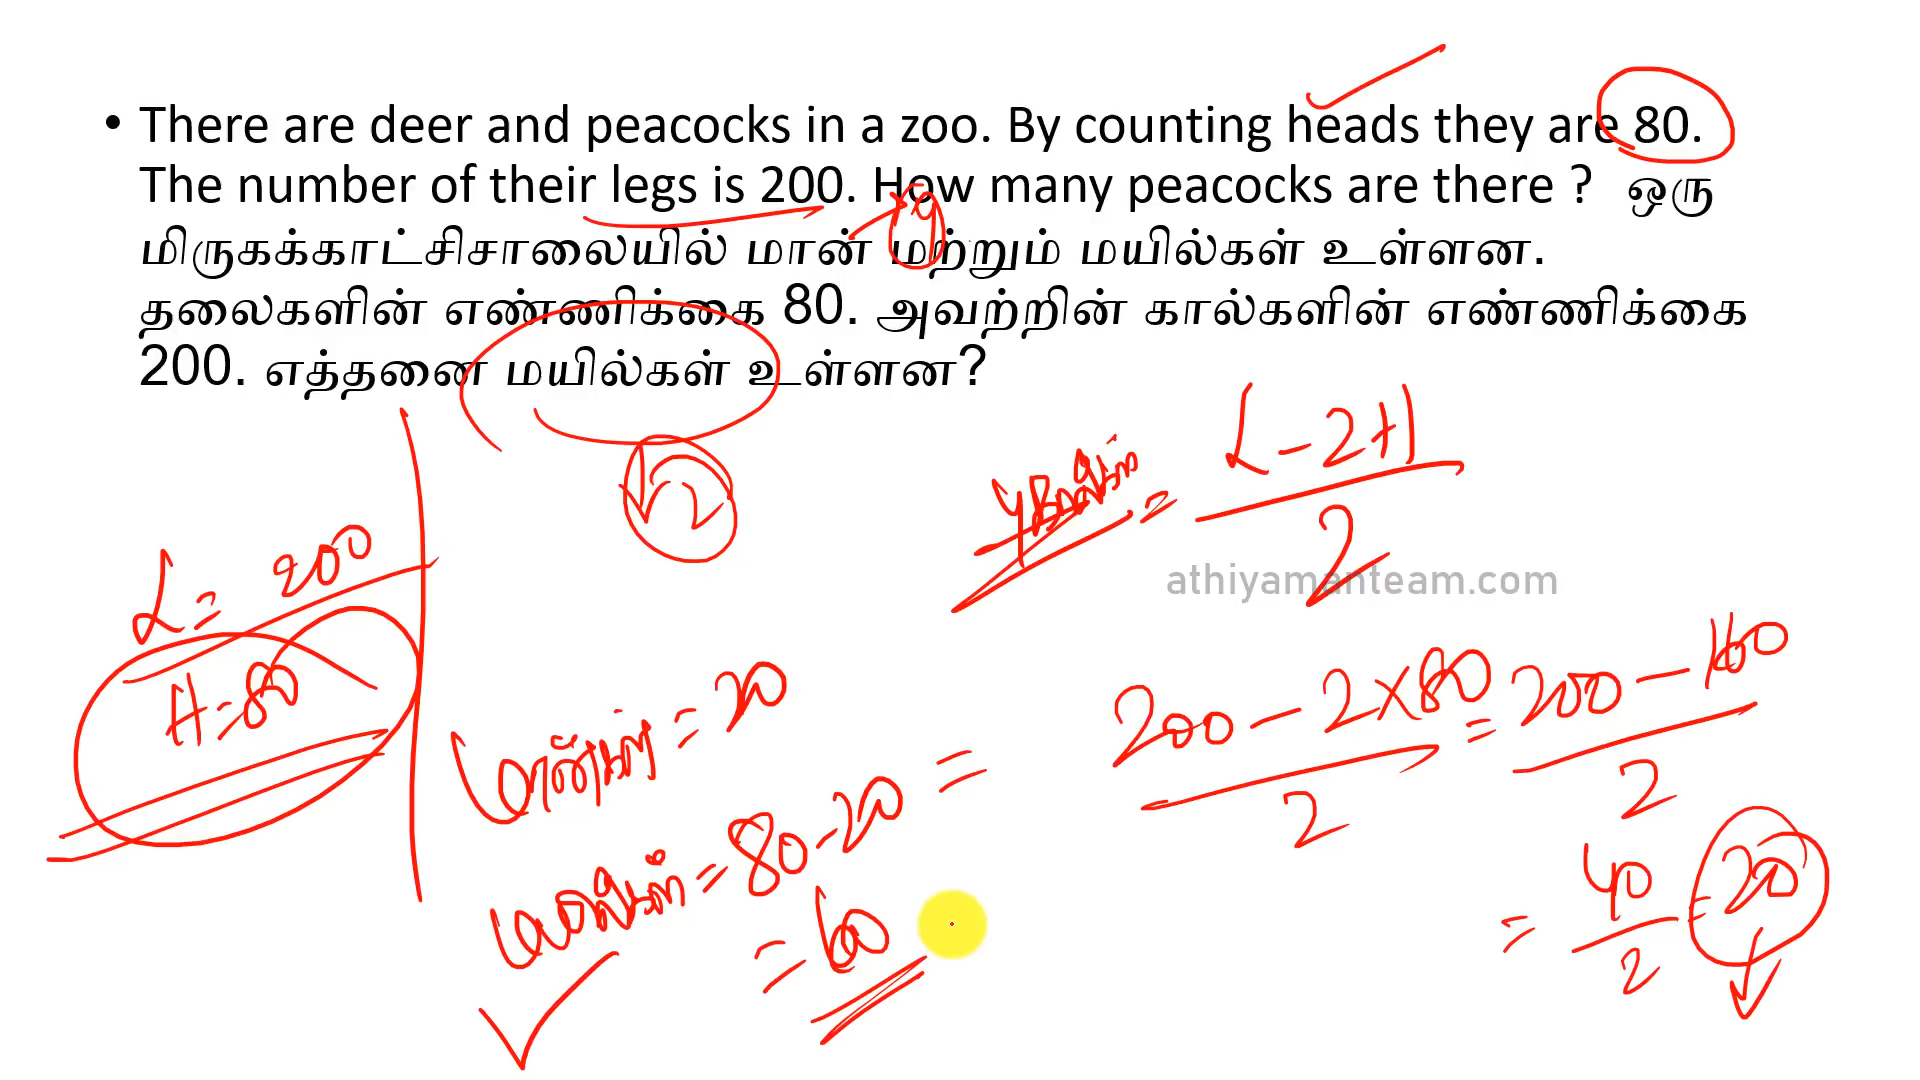 • There are deer and peacocks in a zoo. By counting heads they are 80.
The number of their legs is 200. How many peacocks are there ? ஒரு
மிருகக்காட்சிசாலையில் மான் மற்றும் மயில்கள் உள்ளன.
தலைகளின் எண்ணிக்கை 80. அவற்றின் கால்களின் எண்ணிக்கை
200. எத்தனை மயில்கள் உள்ளன?
L - 2H
2
2
athiyamanteam.com
L = 200
H = 80
மான்கள் = 20
200 - 2×80 = 200 - 160
2 2
மயில்கள் = 80 - 20 =
= 40 = 20
2
= 60